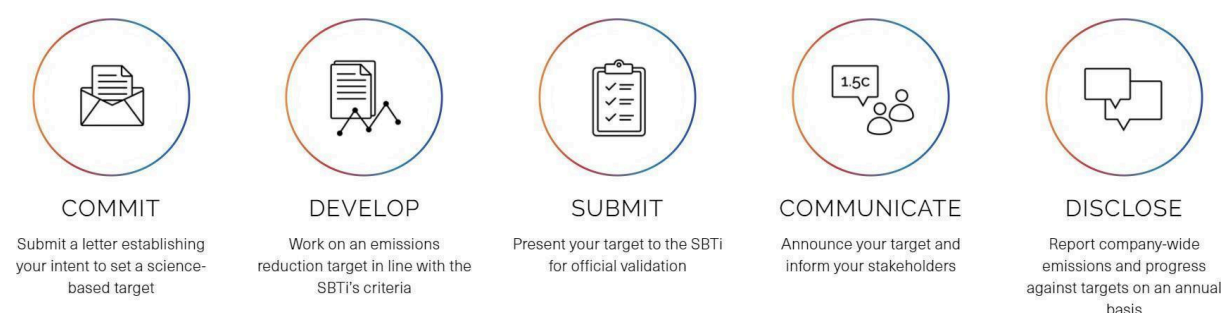 1.5c
COMMIT
Submit a letter establishing
your intent to set a science-
based target
DEVELOP
Work on an emissions
reduction target in line with the
SBTi's criteria
SUBMIT
Present your target to the SBTi
for official validation
COMMUNICATE
Announce your target and
inform your stakeholders
DISCLOSE
Report company-wide
emissions and progress
against targets on an annual
basis